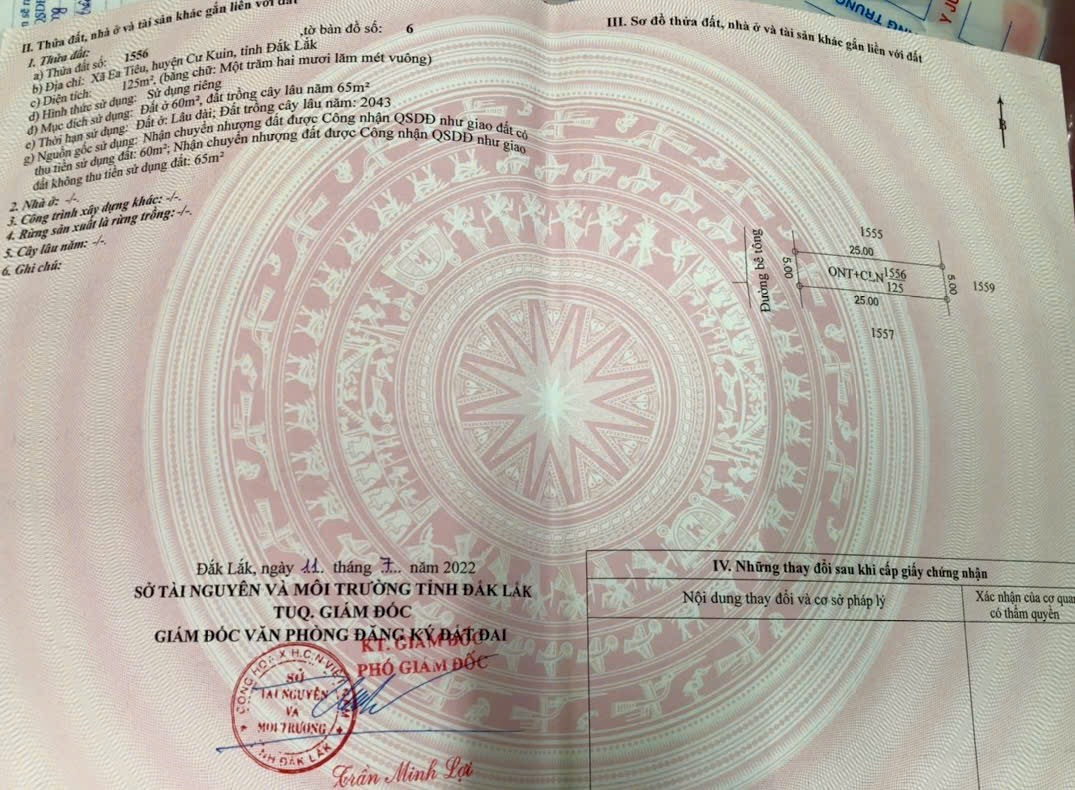 II. Thửa đất, nhà ở và tài sản khác gắn liền với đất
1. Thửa đất:
a) Thửa đất số: 1556 ,tờ bản đồ số: 6
b) Địa chỉ: Xã Ea Tiêu, huyện Cư Kuin, tỉnh Đắk Lắk
c) Diện tích: 125m², (bằng chữ: Một trăm hai mươi lăm mét vuông)
d) Hình thức sử dụng: Sử dụng riêng
đ) Mục đích sử dụng: Đất ở 60m², đất trồng cây lâu năm 65m²
e) Thời hạn sử dụng: Đất ở: Lâu dài; Đất trồng cây lâu năm: 2043
g) Nguồn gốc sử dụng: Nhận chuyển nhượng đất được Công nhận QSDĐ như giao đất có
thu tiền sử dụng đất: 60m²; Nhận chuyển nhượng đất được Công nhận QSDĐ như giao
đất không thu tiền sử dụng đất: 65m²
2. Nhà ở: -/-.
3. Công trình xây dựng khác: -/-.
4. Rừng sản xuất là rừng trồng: -/-.
5. Cây lâu năm: -/-.
6. Ghi chú:
Đắk Lắk, ngày 11 tháng 7 năm 2022
SỞ TÀI NGUYÊN VÀ MÔI TRƯỜNG TỈNH ĐẮK LẮK
TUQ. GIÁM ĐỐC
GIÁM ĐỐC VĂN PHÒNG ĐĂNG KÝ ĐẤT ĐAI
KT. GIÁM ĐỐC
PHÓ GIÁM ĐỐC
CỘNG HÒA X.H.C.N VIỆT NAM
SỞ
TÀI NGUYÊN
VÀ
MÔI TRƯỜNG
TỈNH ĐẮK LẮK
Trần Minh Lợi
III. Sơ đồ thửa đất, nhà ở và tài sản khác gắn liền với đất
B
Đường bê tông
1555
25.00
5.00
ONT+CLN 1556
125
5.00
1559
25.00
1557
IV. Những thay đổi sau khi cấp giấy chứng nhận
Nội dung thay đổi và cơ sở pháp lý
Xác nhận của cơ quan
có thẩm quyền